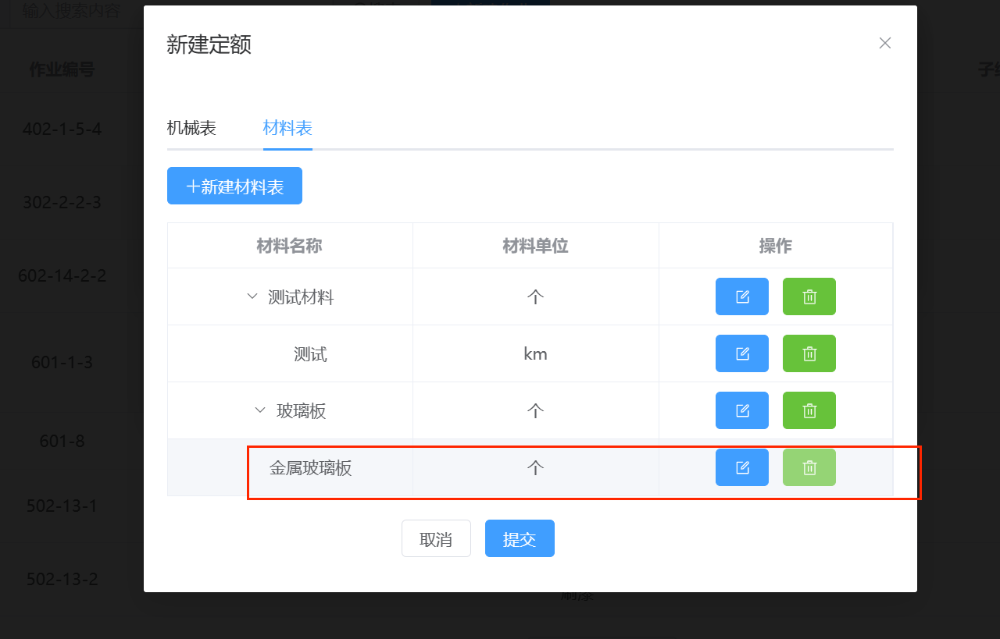 输入搜索内容
新建定额
作业编号
机械表 材料表
402-1-5-4
+新建材料表
302-2-2-3
材料名称 材料单位 操作
602-14-2-2
测试材料 个
测试 km
601-1-3
玻璃板 个
601-8
金属玻璃板 个
502-13-1
取消 提交
502-13-2